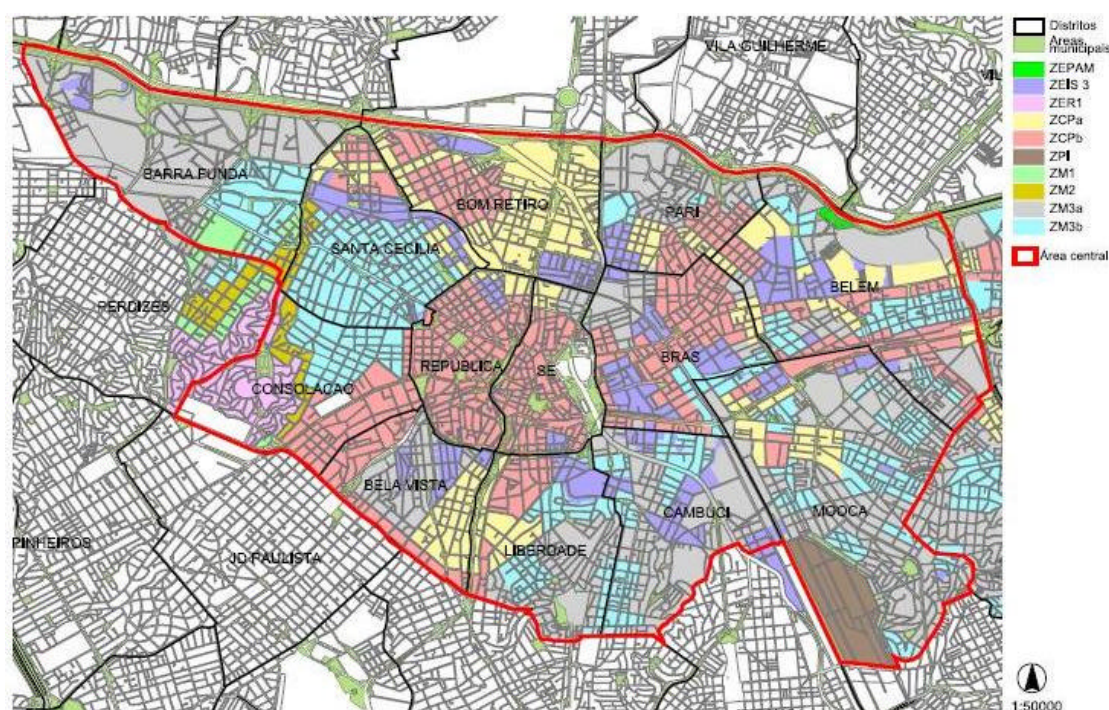 VILA GUILHERME
BARRA FUNDA
BOM RETIRO
PARI
SANTA CECILIA
BELEM
PERDIZES
REPUBLICA
SE
BRAS
CONSOLACAO
BELA VISTA
CAMBUCI
MOOCA
PINHEIROS
JD PAULISTA
LIBERDADE
Distritos
Áreas
municipais
ZEPAM
ZEIS 3
ZER1
ZCPa
ZCPb
ZPI
ZM1
ZM2
ZM3a
ZM3b
Área central
1:50000